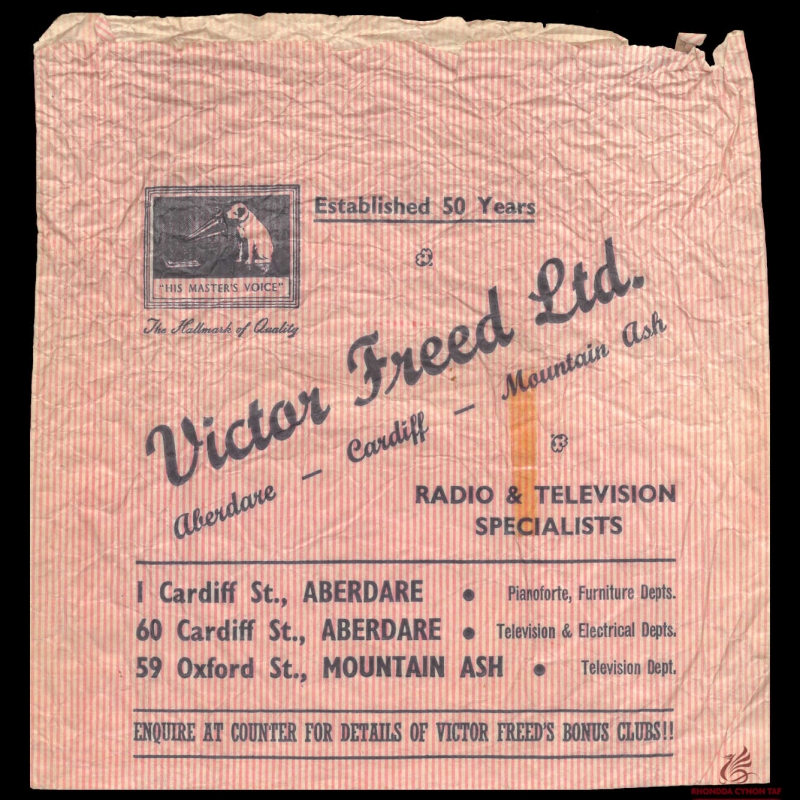 Established 50 Years
"HIS MASTER'S VOICE"
The Hallmark of Quality
Victor Freed Ltd.
Aberdare — Cardiff — Mountain Ash
RADIO & TELEVISION
SPECIALISTS
1 Cardiff St., ABERDARE • Pianoforte, Furniture Depts.
60 Cardiff St., ABERDARE • Television & Electrical Depts.
59 Oxford St., MOUNTAIN ASH • Television Dept.
ENQUIRE AT COUNTER FOR DETAILS OF VICTOR FREED'S BONUS CLUBS!!
RHONDDA CYNON TAF